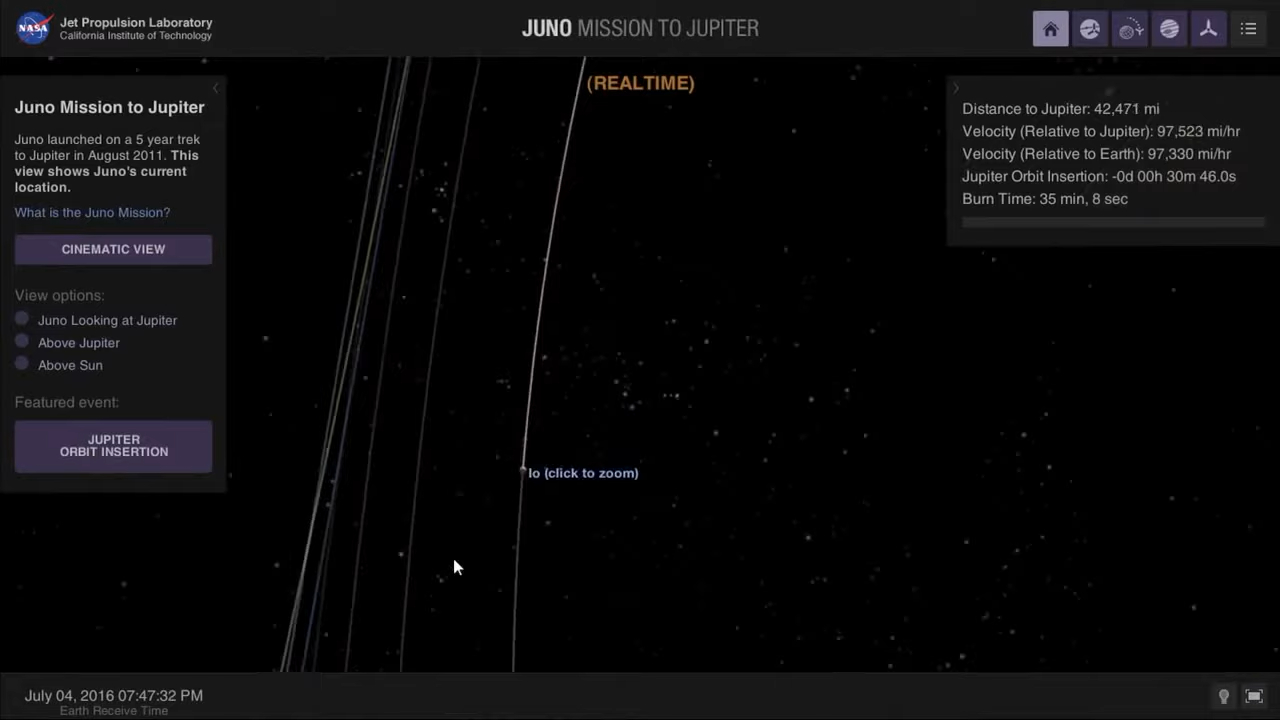 NASA
Jet Propulsion Laboratory
California Institute of Technology
JUNO MISSION TO JUPITER
(REALTIME)
Juno Mission to Jupiter
Juno launched on a 5 year trek
to Jupiter in August 2011. This
view shows Juno's current
location.
What is the Juno Mission?
CINEMATIC VIEW
View options:
Juno Looking at Jupiter
Above Jupiter
Above Sun
Featured event:
JUPITER
ORBIT INSERTION
Distance to Jupiter: 42,471 mi
Velocity (Relative to Jupiter): 97,523 mi/hr
Velocity (Relative to Earth): 97,330 mi/hr
Jupiter Orbit Insertion: -0d 00h 30m 46.0s
Burn Time: 35 min, 8 sec
Io (click to zoom)
July 04, 2016 07:47:32 PM
Earth Receive Time